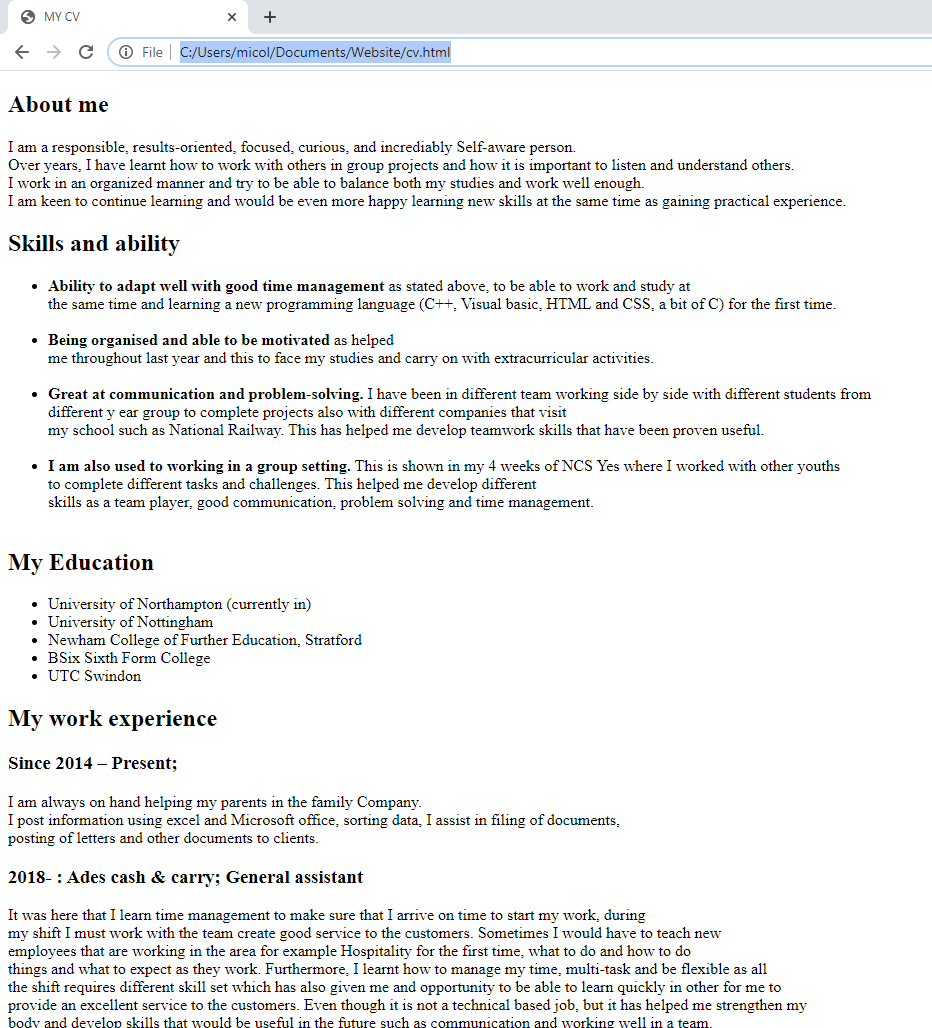 MY CV
File
C:/Users/micol/Documents/Website/cv.html
About me
I am a responsible, results-oriented, focused, curious, and incrediably Self-aware person.
Over years, I have learnt how to work with others in group projects and how it is important to listen and understand others.
I work in an organized manner and try to be able to balance both my studies and work well enough.
I am keen to continue learning and would be even more happy learning new skills at the same time as gaining practical experience.
Skills and ability
• Ability to adapt well with good time management as stated above, to be able to work and study at
the same time and learning a new programming language (C++, Visual basic, HTML and CSS, a bit of C) for the first time.
• Being organised and able to be motivated as helped
me throughout last year and this to face my studies and carry on with extracurricular activities.
• Great at communication and problem-solving. I have been in different team working side by side with different students from
different y ear group to complete projects also with different companies that visit
my school such as National Railway. This has helped me develop teamwork skills that have been proven useful.
• I am also used to working in a group setting. This is shown in my 4 weeks of NCS Yes where I worked with other youths
to complete different tasks and challenges. This helped me develop different
skills as a team player, good communication, problem solving and time management.
My Education
• University of Northampton (currently in)
• University of Nottingham
• Newham College of Further Education, Stratford
• BSix Sixth Form College
• UTC Swindon
My work experience
Since 2014 – Present;
I am always on hand helping my parents in the family Company.
I post information using excel and Microsoft office, sorting data, I assist in filing of documents,
posting of letters and other documents to clients.
2018- : Ades cash & carry; General assistant
It was here that I learn time management to make sure that I arrive on time to start my work, during
my shift I must work with the team create good service to the customers. Sometimes I would have to teach new
employees that are working in the area for example Hospitality for the first time, what to do and how to do
things and what to expect as they work. Furthermore, I learnt how to manage my time, multi-task and be flexible as all
the shift requires different skill set which has also given me and opportunity to be able to learn quickly in other for me to
provide an excellent service to the customers. Even though it is not a technical based job, but it has helped me strengthen my
body and develop skills that would be useful in the future such as communication and working well in a team.